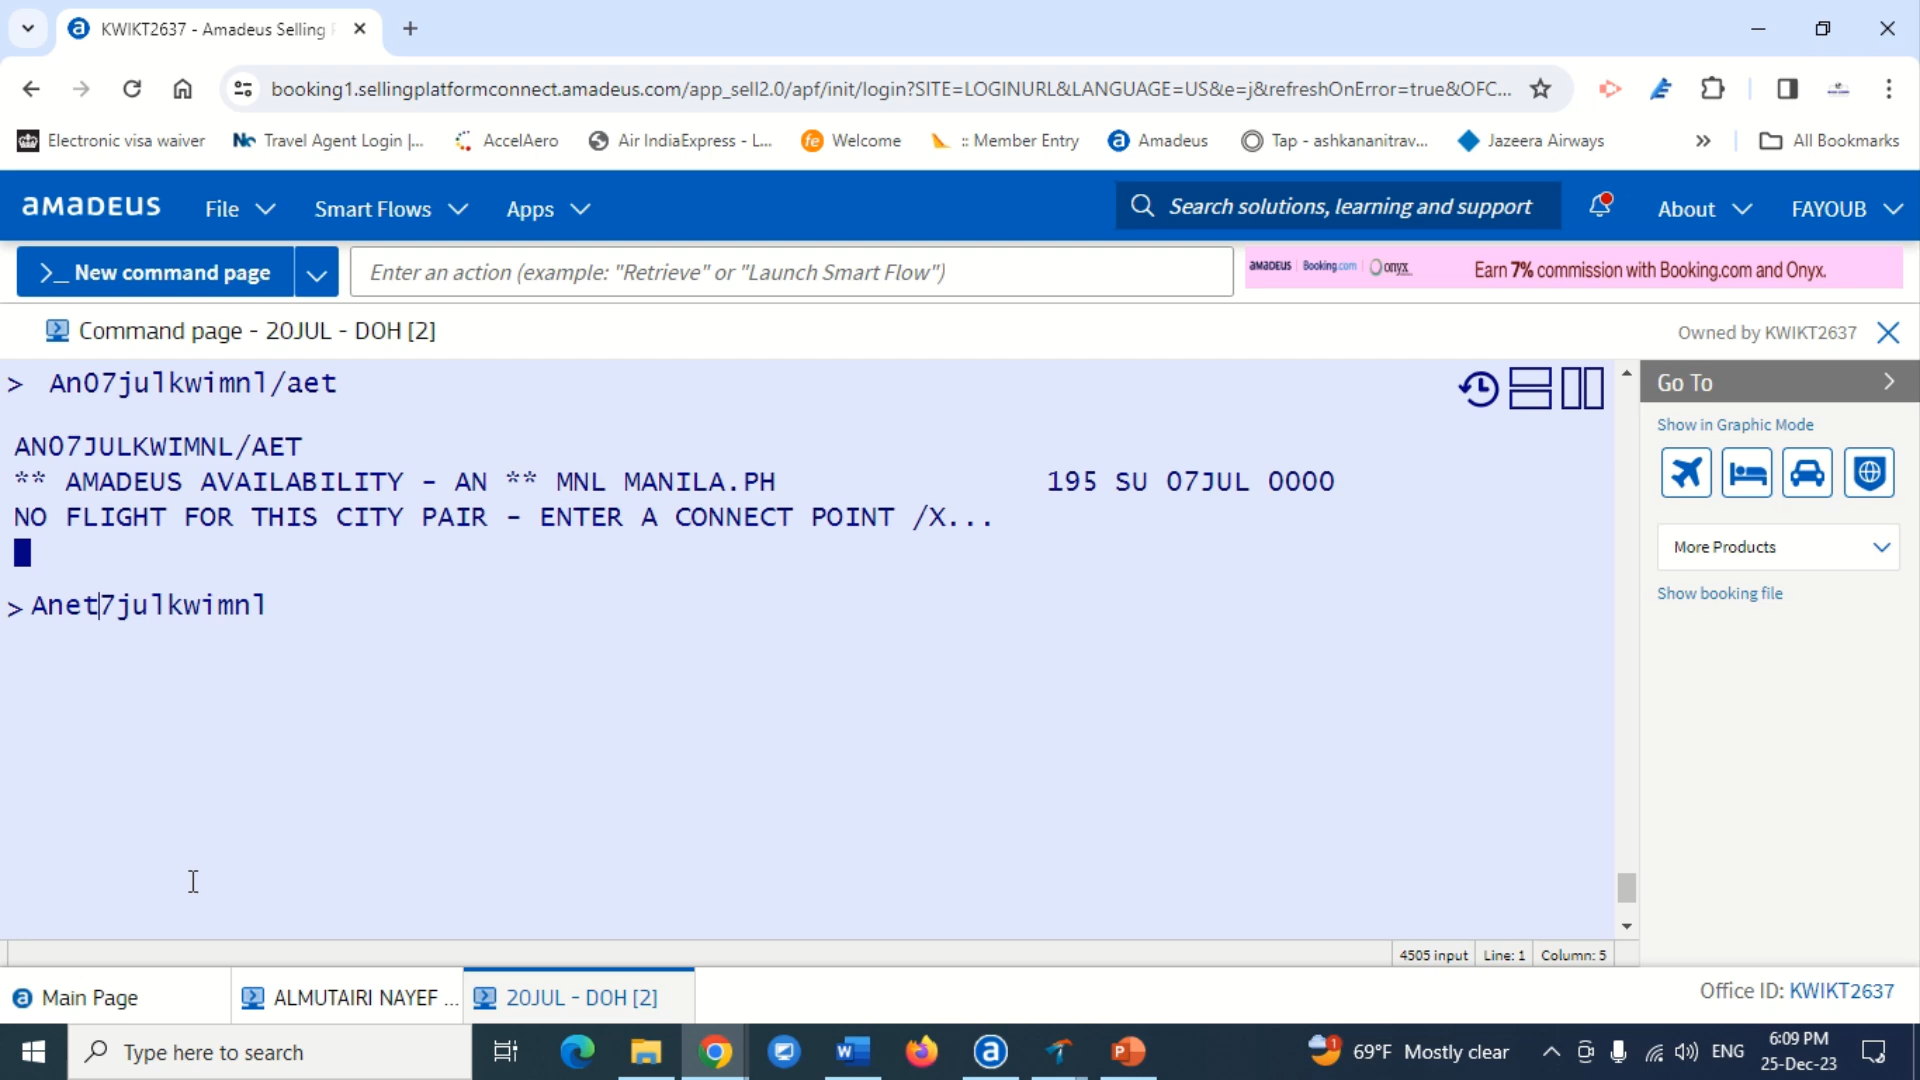 KWIKT2637 - Amadeus Selling
booking1.sellingplatformconnect.amadeus.com/app_sell2.0/apf/init/login?SITE=LOGINURL&LANGUAGE=US&e=j&refreshOnError=true&OFC...
Electronic visa waiver Travel Agent Login |... AccelAero Air IndiaExpress - L... Welcome :: Member Entry Amadeus Tap - ashkananitrav... Jazeera Airways » All Bookmarks
amadeus File Smart Flows Apps Search solutions, learning and support About FAYOUB
>_ New command page Enter an action (example: "Retrieve" or "Launch Smart Flow") amadeus Booking.com Onyx Earn 7% commission with Booking.com and Onyx.
Command page - 20JUL - DOH [2] Owned by KWIKT2637
> An07julkwimnl/aet
Go To
AN07JULKWIMNL/AET
** AMADEUS AVAILABILITY - AN ** MNL MANILA.PH 195 SU 07JUL 0000
NO FLIGHT FOR THIS CITY PAIR - ENTER A CONNECT POINT /X...
> Anet7julkwimnl
Show in Graphic Mode
More Products
Show booking file
4505 input Line: 1 Column: 5
Main Page ALMUTAIRI NAYEF ... 20JUL - DOH [2] Office ID: KWIKT2637
Type here to search 69°F Mostly clear ENG 6:09 PM
25-Dec-23